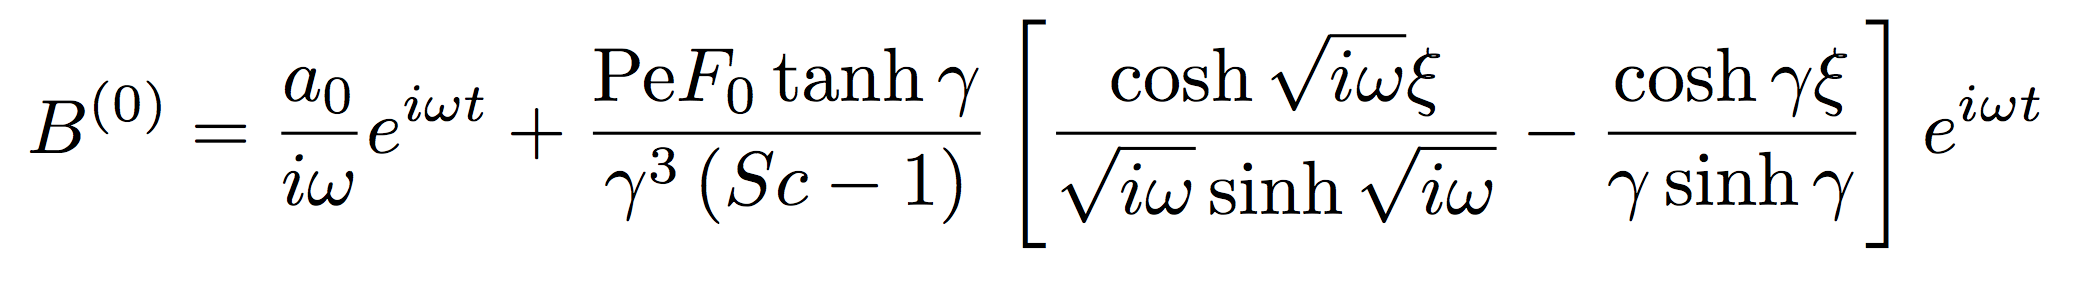 B^{(0)} = \frac{a_0}{i\omega} e^{i\omega t} + \frac{\mathrm{Pe} F_0 \tanh \gamma}{\gamma^3 (Sc - 1)} \left[ \frac{\cosh \sqrt{i\omega} \xi}{\sqrt{i\omega} \sinh \sqrt{i\omega}} - \frac{\cosh \gamma \xi}{\gamma \sinh \gamma} \right] e^{i\omega t}